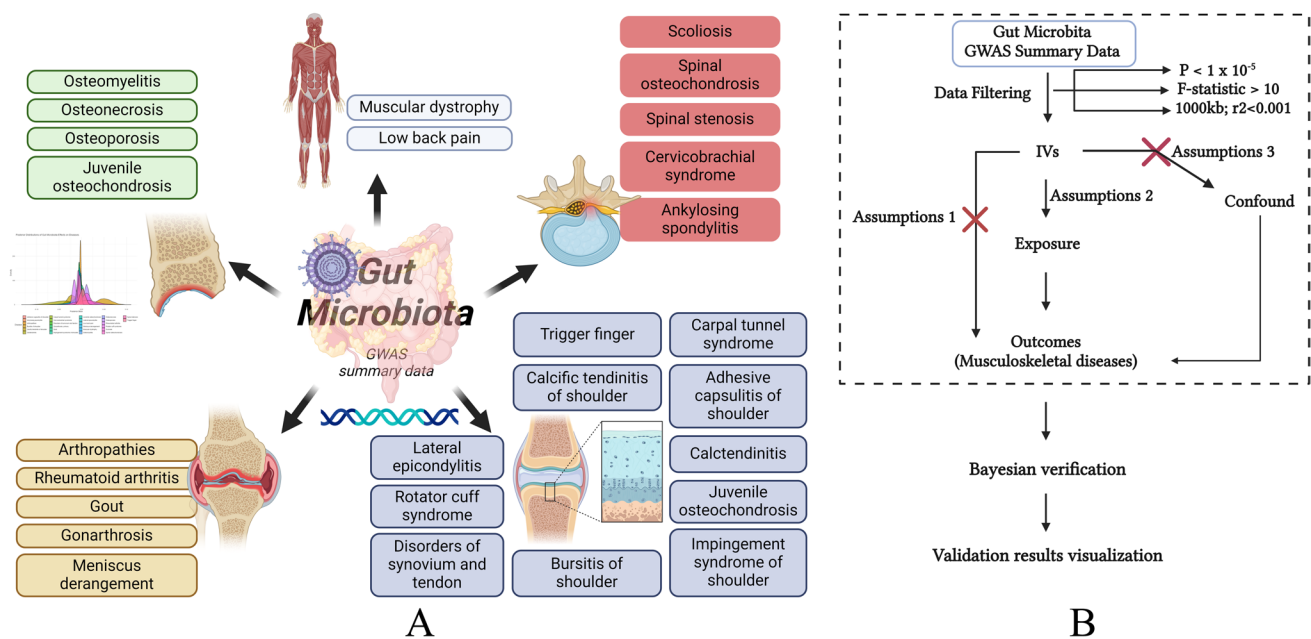 Osteomyelitis
Osteonecrosis
Osteoporosis
Juvenile
osteochondrosis
Muscular dystrophy
Low back pain
Scoliosis
Spinal
osteochondrosis
Spinal stenosis
Cervicobrachial
syndrome
Ankylosing
spondylitis
Gut
Microbiota
GWAS
summary data
Arthropathies
Rheumatoid arthritis
Gout
Gonarthrosis
Meniscus
derangement
Trigger finger
Carpal tunnel
syndrome
Calcific tendinitis
of shoulder
Adhesive
capsulitis of
shoulder
Lateral
epicondylitis
Calctendinitis
Rotator cuff
syndrome
Juvenile
osteochondrosis
Disorders of
synovium and
tendon
Bursitis of
shoulder
Impingement
syndrome of
shoulder
A
Gut Microbita
GWAS Summary Data
Data Filtering
P < 1 x 10⁻⁵
F-statistic > 10
1000kb; r2<0.001
IVs
Assumptions 3
Assumptions 1
Assumptions 2
Confound
Exposure
Outcomes
(Musculoskeletal diseases)
Bayesian verification
Validation results visualization
B